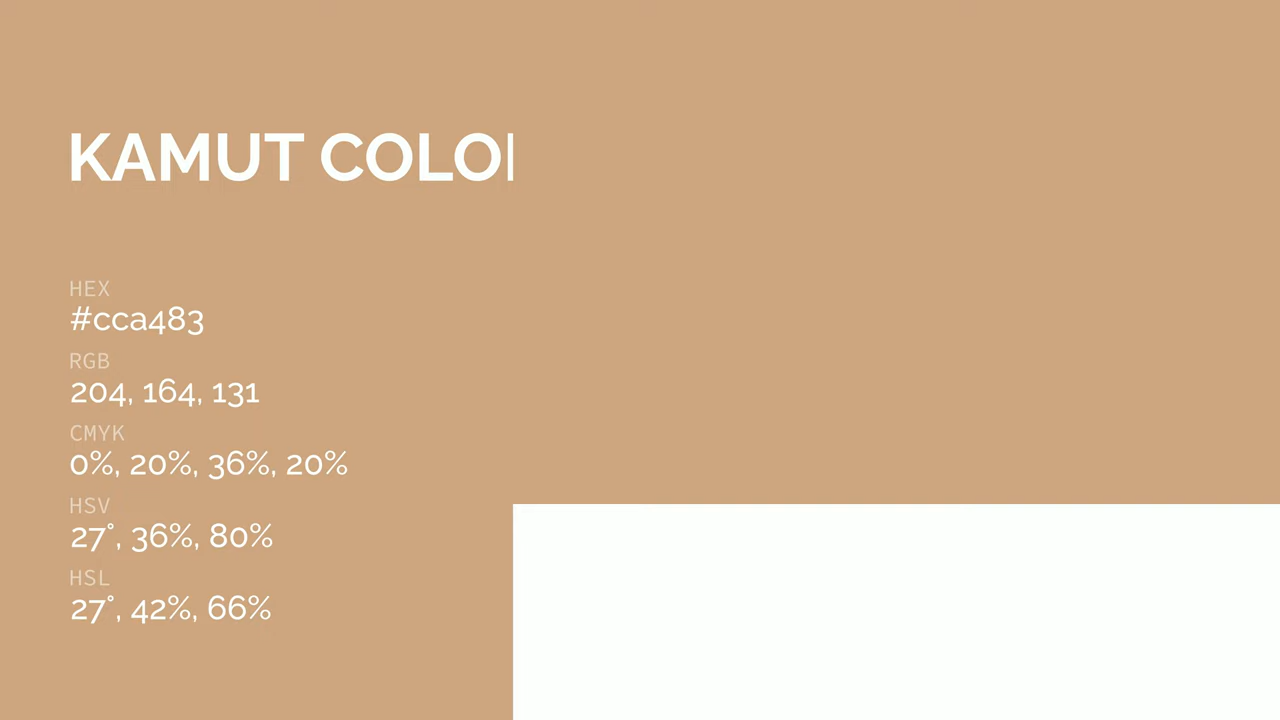 KAMUT COLO
HEX
#cca483
RGB
204, 164, 131
CMYK
0%, 20%, 36%, 20%
HSV
27°, 36%, 80%
HSL
27°, 42%, 66%